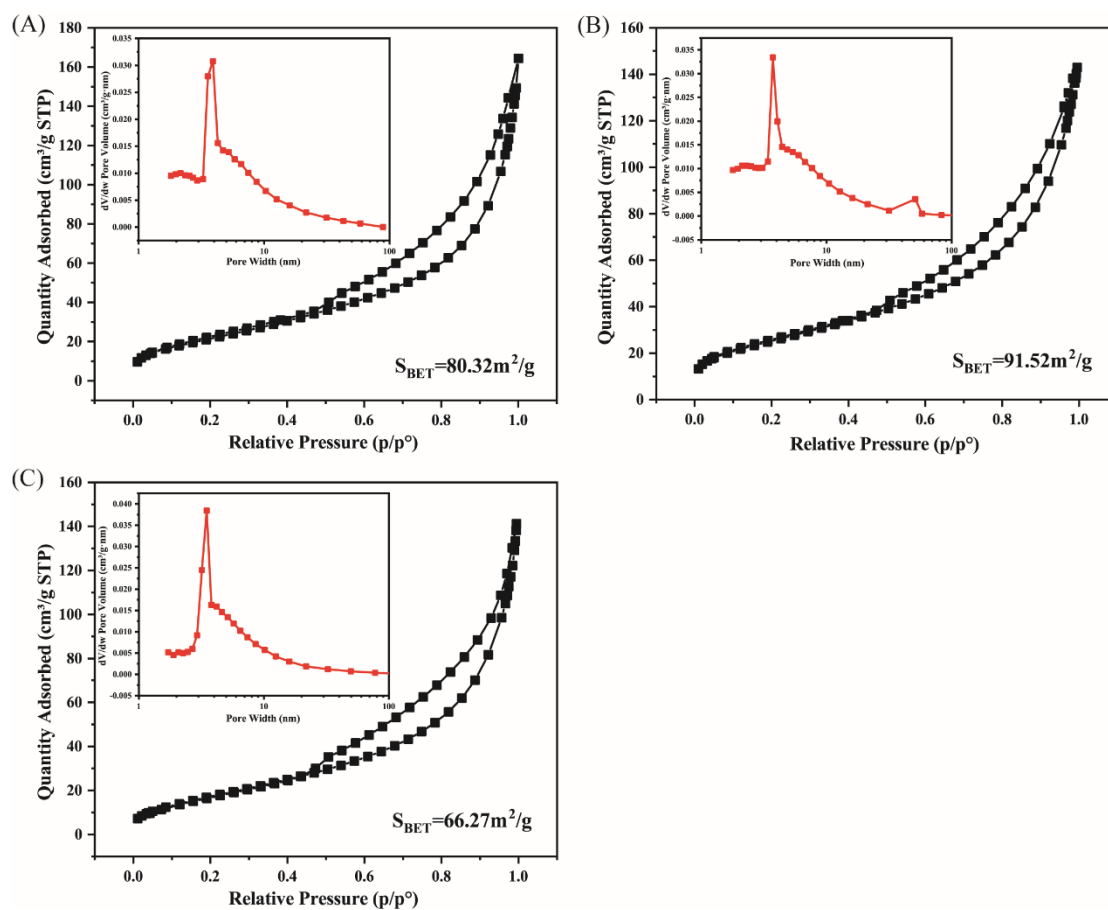 (A)
180
160
140
120
100
80
60
40
20
0
Quantity Adsorbed (cm³/g STP)
0.0 0.2 0.4 0.6 0.8 1.0
Relative Pressure (p/p°)
S_BET=80.32m²/g
0.035
0.030
0.025
0.020
0.015
0.010
0.005
0.000
dV/dw Pore Volume (cm³/g·nm)
1 10 100
Pore Width (nm)
(B)
160
140
120
100
80
60
40
20
0
Quantity Adsorbed (cm³/g STP)
0.0 0.2 0.4 0.6 0.8 1.0
Relative Pressure (p/p°)
S_BET=91.52m²/g
0.035
0.030
0.025
0.020
0.015
0.010
0.005
0.000
-0.005
dV/dw Pore Volume (cm³/g·nm)
1 10 100
Pore Width (nm)
(C)
160
140
120
100
80
60
40
20
0
Quantity Adsorbed (cm³/g STP)
0.0 0.2 0.4 0.6 0.8 1.0
Relative Pressure (p/p°)
S_BET=66.27m²/g
0.040
0.035
0.030
0.025
0.020
0.015
0.010
0.005
0.000
-0.005
dV/dw Pore Volume (cm³/g·nm)
1 10 100
Pore Width (nm)